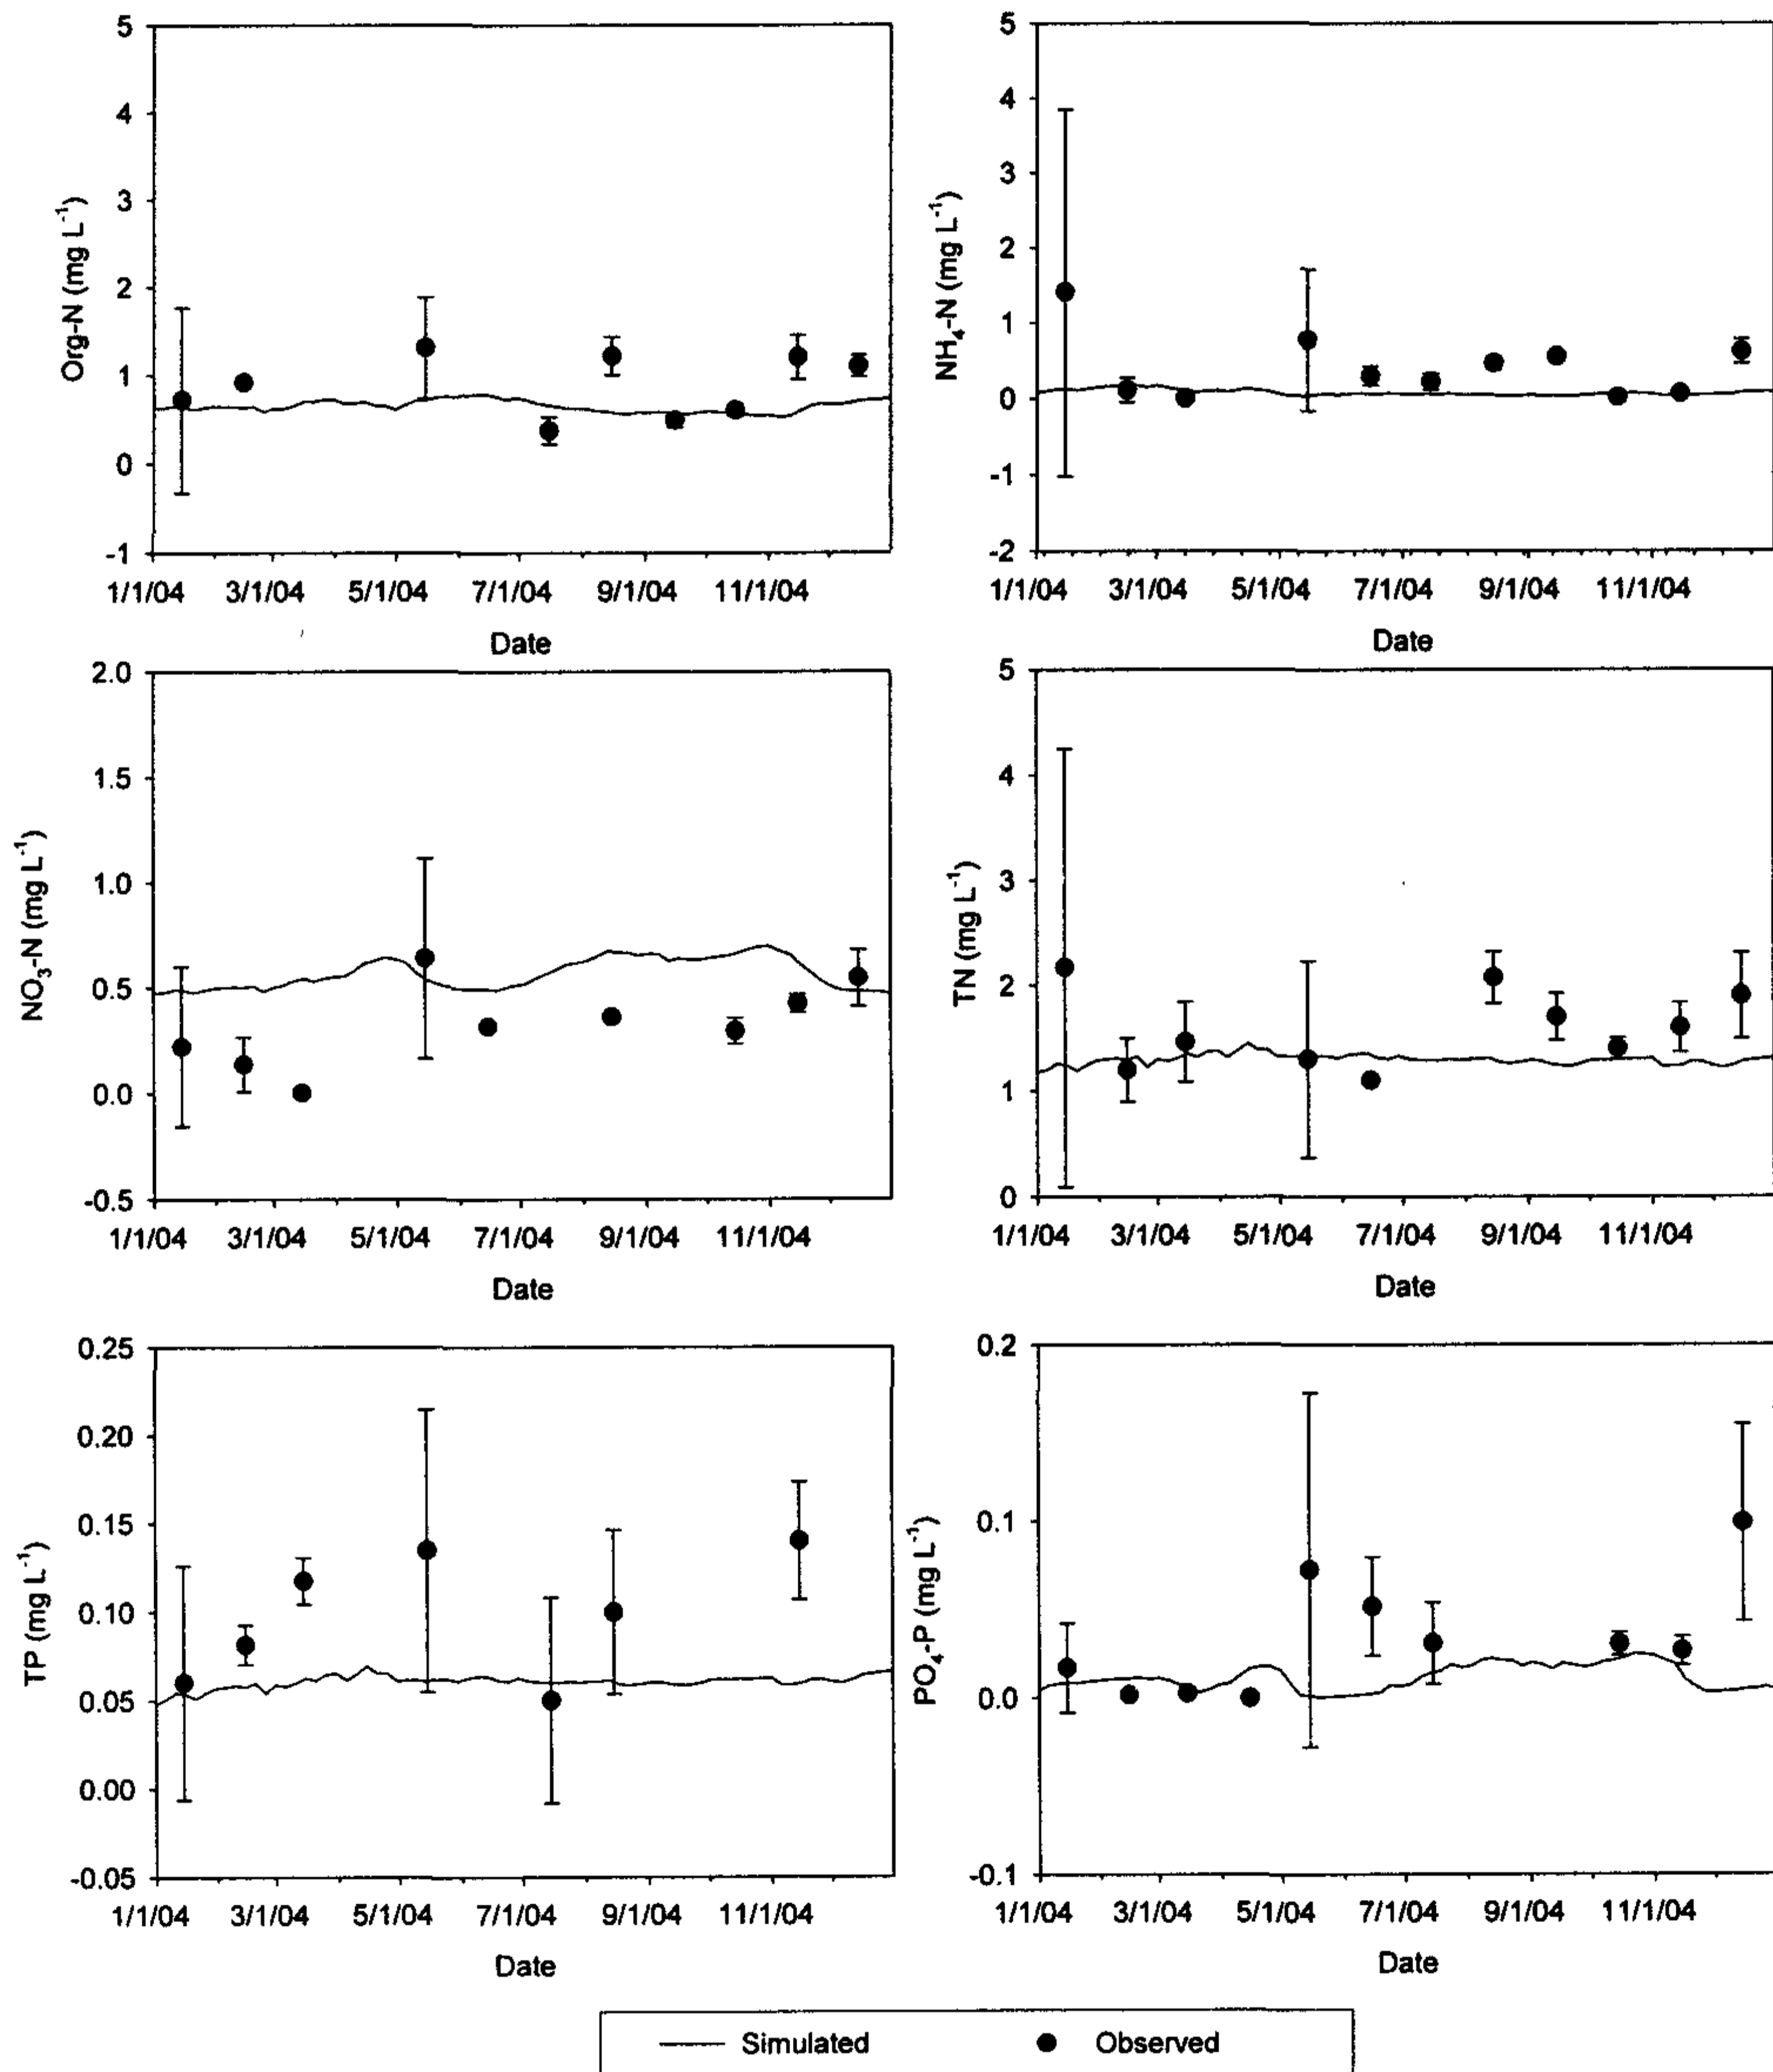 5
4
3
2
1
0
-1
Org-N (mg L⁻¹)
1/1/04 3/1/04 5/1/04 7/1/04 9/1/04 11/1/04
Date
5
4
3
2
1
0
-1
-2
NH₄-N (mg L⁻¹)
1/1/04 3/1/04 5/1/04 7/1/04 9/1/04 11/1/04
Date
2.0
1.5
1.0
0.5
0.0
-0.5
NO₃-N (mg L⁻¹)
1/1/04 3/1/04 5/1/04 7/1/04 9/1/04 11/1/04
Date
5
4
3
2
1
0
TN (mg L⁻¹)
1/1/04 3/1/04 5/1/04 7/1/04 9/1/04 11/1/04
Date
0.25
0.20
0.15
0.10
0.05
0.00
-0.05
TP (mg L⁻¹)
1/1/04 3/1/04 5/1/04 7/1/04 9/1/04 11/1/04
Date
0.2
0.1
0.0
-0.1
PO₄-P (mg L⁻¹)
1/1/04 3/1/04 5/1/04 7/1/04 9/1/04 11/1/04
Date
Simulated Observed